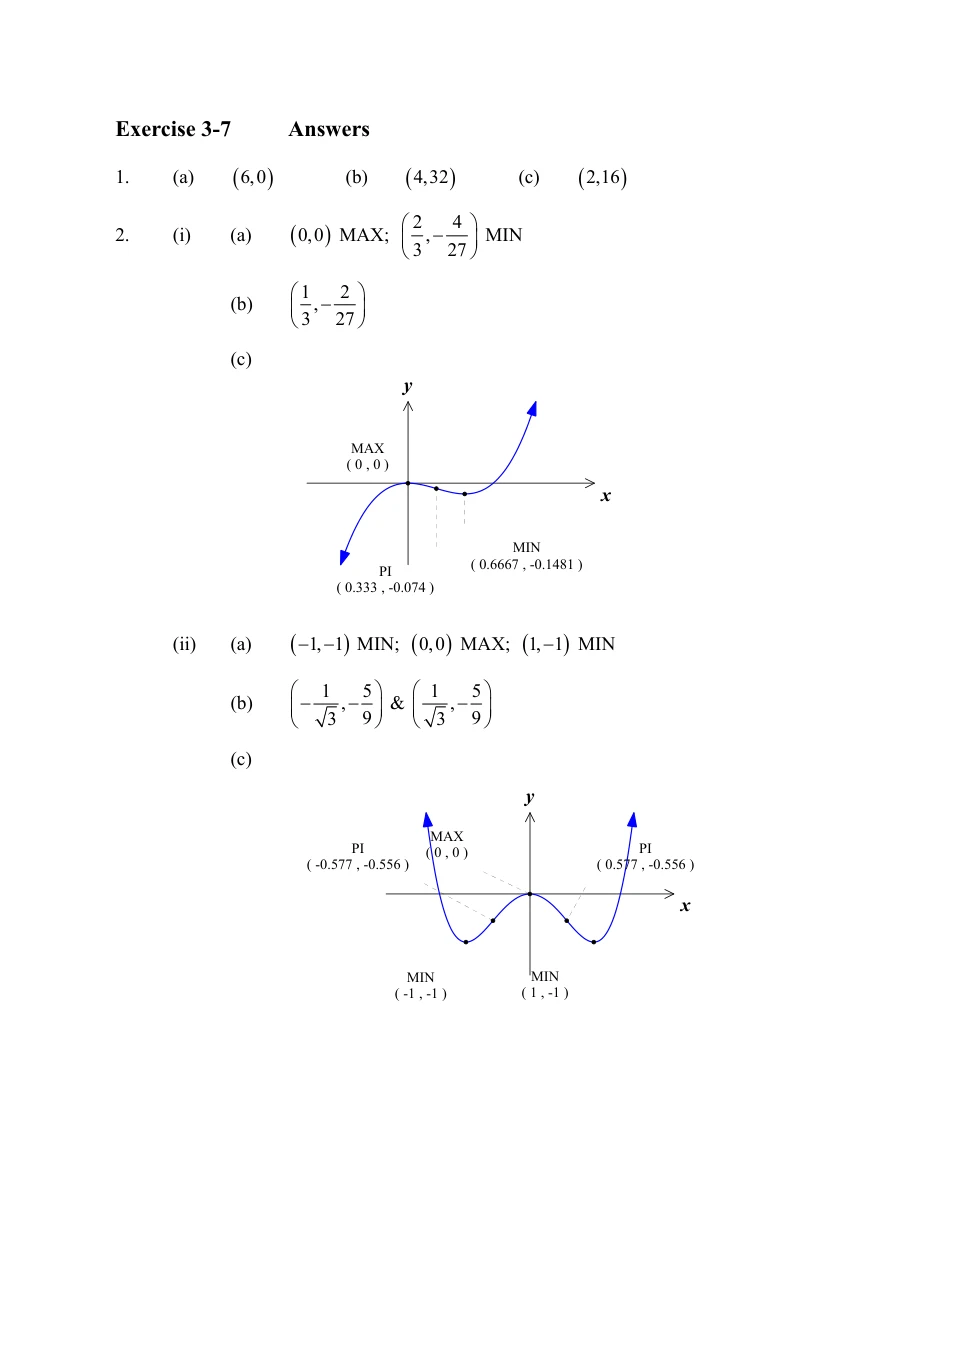 Exercise 3-7 Answers
1. (a) (6,0) (b) (4,32) (c) (2,16)
2. (i) (a) (0,0) MAX; (2/3, −4/27) MIN
(b) (1/3, −2/27)
(c)
y
MAX
( 0 , 0 )
x
MIN
( 0.6667 , -0.1481 )
PI
( 0.333 , -0.074 )
(ii) (a) (−1,−1) MIN; (0,0) MAX; (1,−1) MIN
(b) (−1/√3, −5/9) & (1/√3, −5/9)
(c)
y
MAX
( 0 , 0 )
PI
( -0.577 , -0.556 )
PI
( 0.577 , -0.556 )
x
MIN
( -1 , -1 )
MIN
( 1 , -1 )